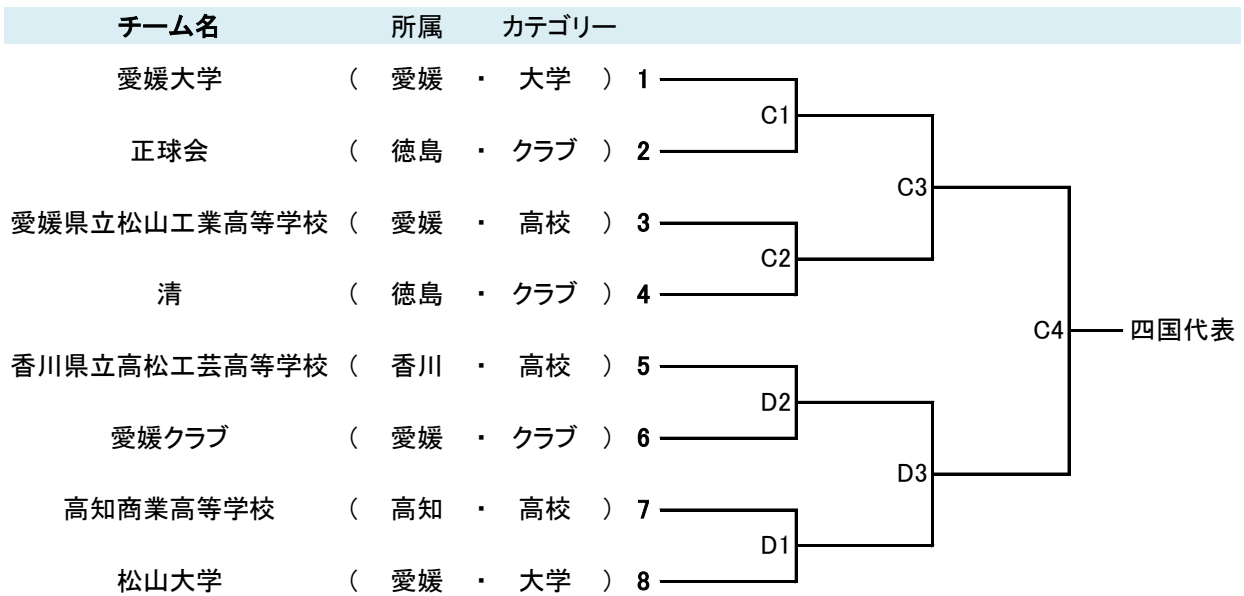 チーム名 所属 カテゴリー
愛媛大学 ( 愛媛 ・ 大学 ) 1
C1
正球会 ( 徳島 ・ クラブ ) 2
C3
愛媛県立松山工業高等学校 ( 愛媛 ・ 高校 ) 3
C2
清 ( 徳島 ・ クラブ ) 4
C4 四国代表
香川県立高松工芸高等学校 ( 香川 ・ 高校 ) 5
D2
愛媛クラブ ( 愛媛 ・ クラブ ) 6
D3
高知商業高等学校 ( 高知 ・ 高校 ) 7
D1
松山大学 ( 愛媛 ・ 大学 ) 8